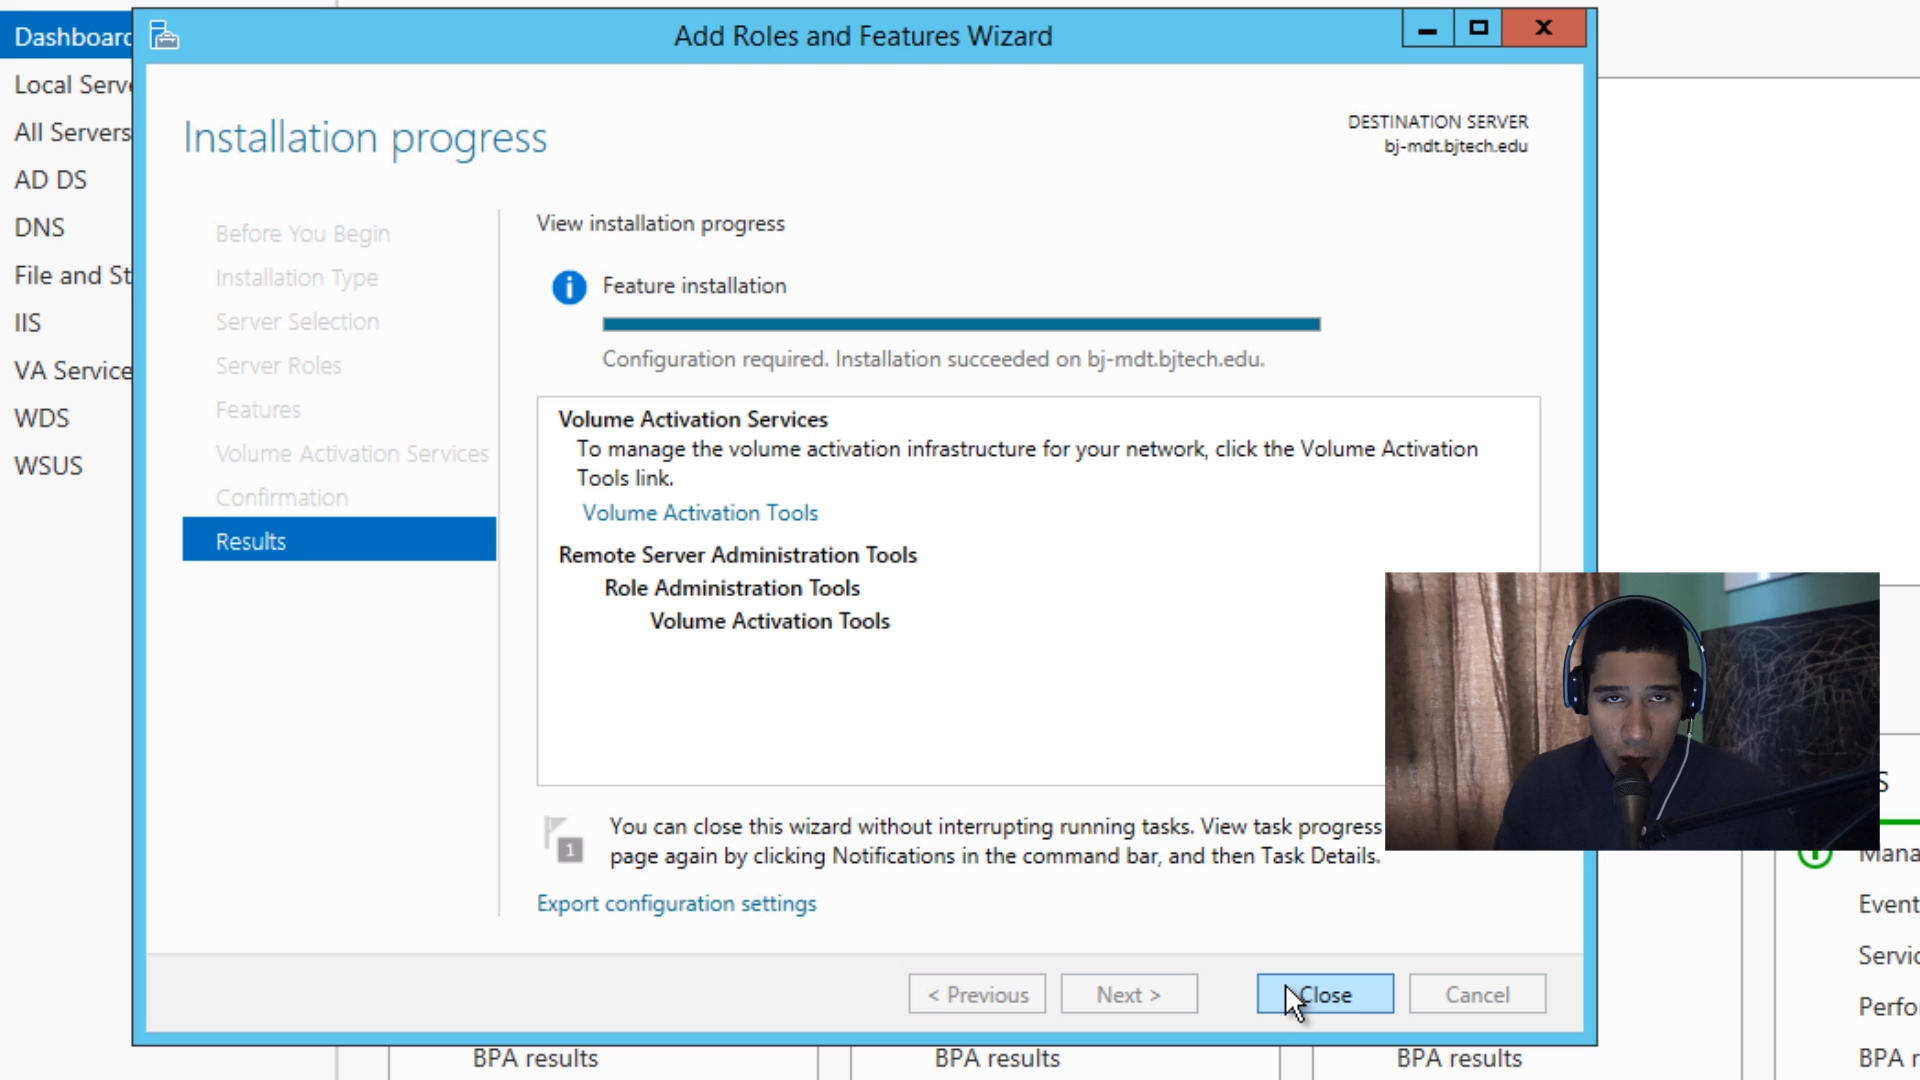 Add Roles and Features Wizard
X
Dashboard
Local Serve
All Servers
AD DS
DNS
File and St
IIS
VA Service
WDS
WSUS
Installation progress
DESTINATION SERVER
bj-mdt.bjtech.edu
Before You Begin
Installation Type
Server Selection
Server Roles
Features
Volume Activation Services
Confirmation
Results
View installation progress
Feature installation
Configuration required. Installation succeeded on bj-mdt.bjtech.edu.
Volume Activation Services
To manage the volume activation infrastructure for your network, click the Volume Activation
Tools link.
Volume Activation Tools
Remote Server Administration Tools
Role Administration Tools
Volume Activation Tools
1
You can close this wizard without interrupting running tasks. View task progress
page again by clicking Notifications in the command bar, and then Task Details.
Export configuration settings
< Previous
Next >
Close
Cancel
S
Mana
Event
Servic
Perfo
BPA results
BPA results
BPA results
BPA r